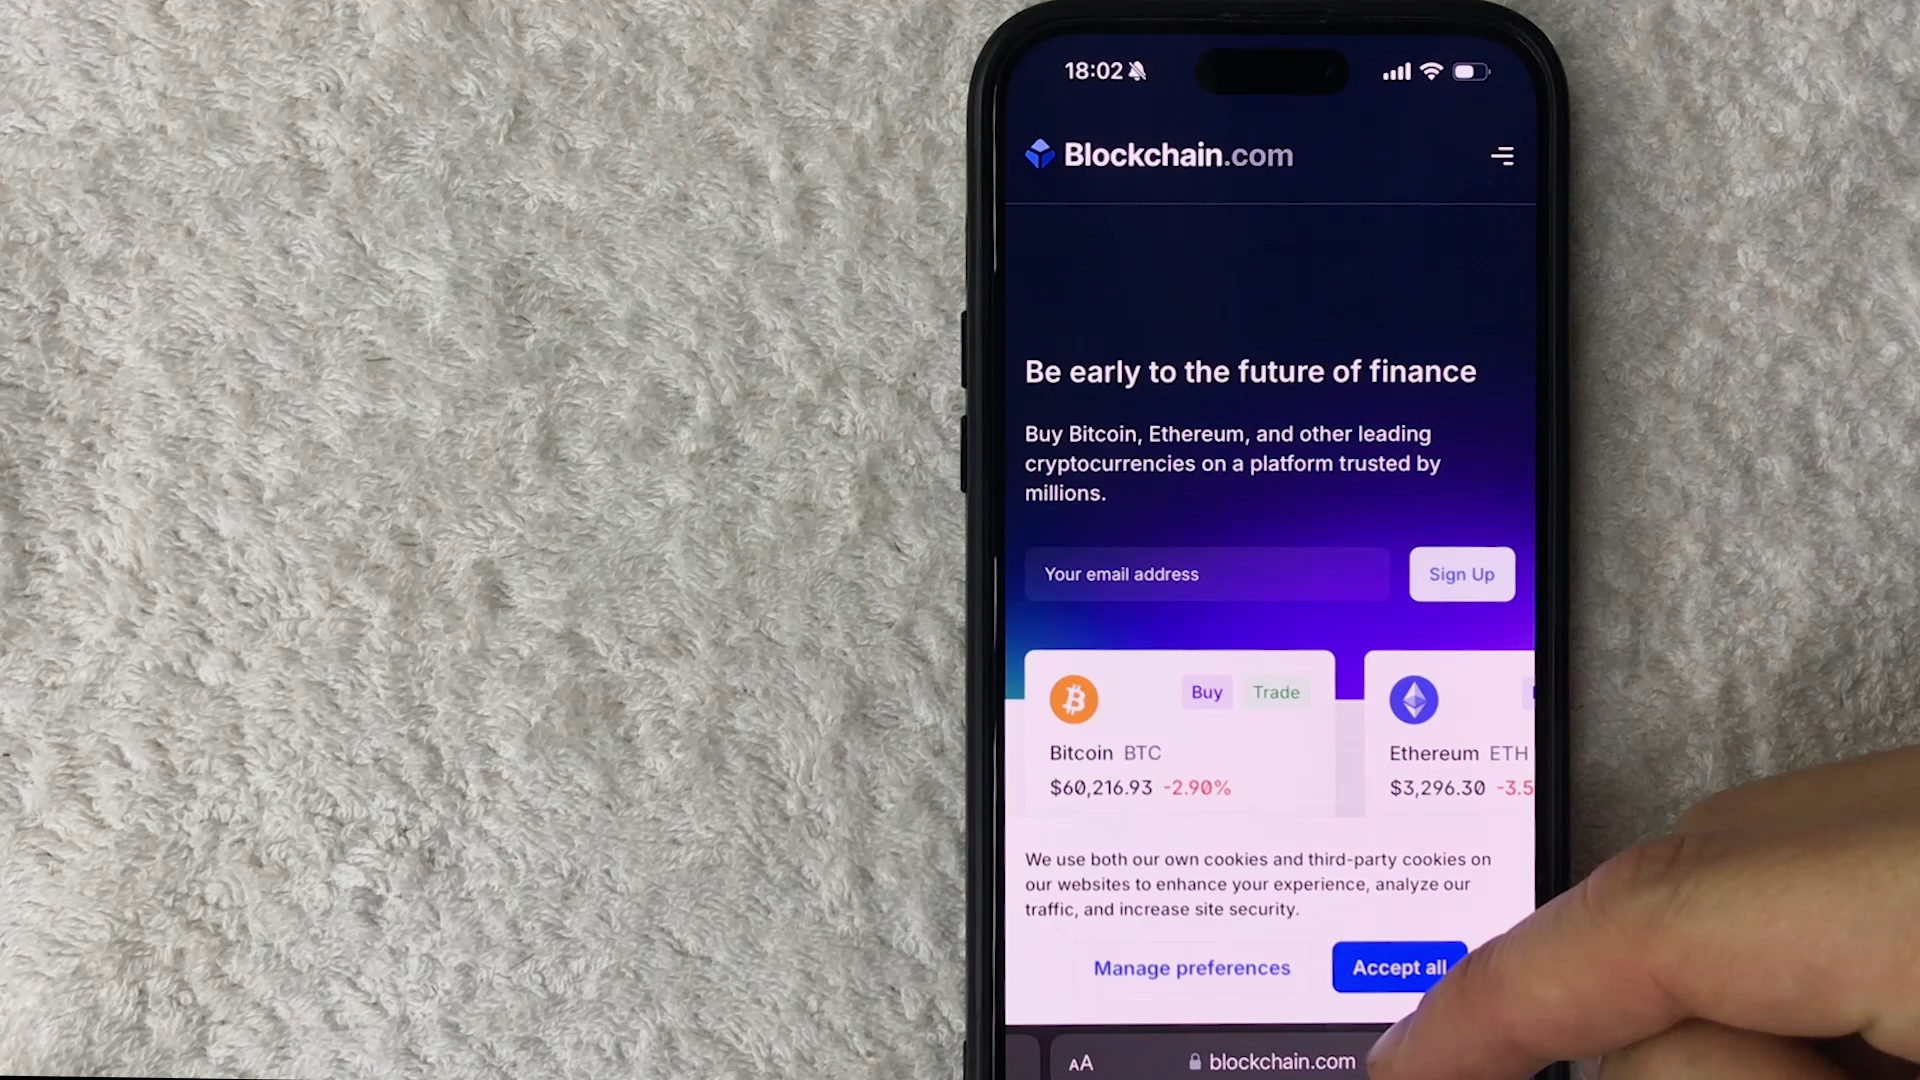 18:02
Blockchain.com
Be early to the future of finance
Buy Bitcoin, Ethereum, and other leading
cryptocurrencies on a platform trusted by
millions.
Your email address
Sign Up
Buy
Trade
Bitcoin BTC
$60,216.93 -2.90%
Ethereum ETH
$3,296.30 -3.5
We use both our own cookies and third-party cookies on
our websites to enhance your experience, analyze our
traffic, and increase site security.
Manage preferences
Accept all
AA
blockchain.com